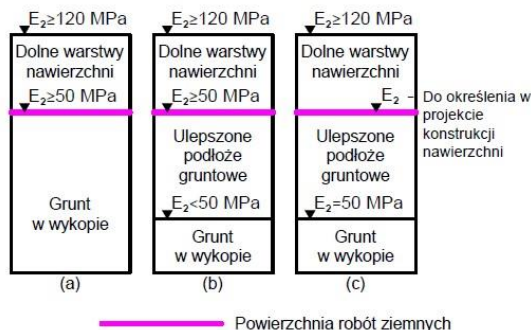 E₂≥120 MPa
Dolne warstwy
nawierzchni
E₂≥50 MPa
Grunt
w wykopie
(a)
E₂≥120 MPa
Dolne warstwy
nawierzchni
E₂≥50 MPa
Ulepszone
podłoże
gruntowe
E₂<50 MPa
Grunt
w wykopie
(b)
E₂≥120 MPa
Dolne warstwy
nawierzchni
E₂ - Do określenia w
projekcie
konstrukcji
nawierzchni
Ulepszone
podłoże
gruntowe
E₂=50 MPa
Grunt
w wykopie
(c)
Powierzchnia robót ziemnych